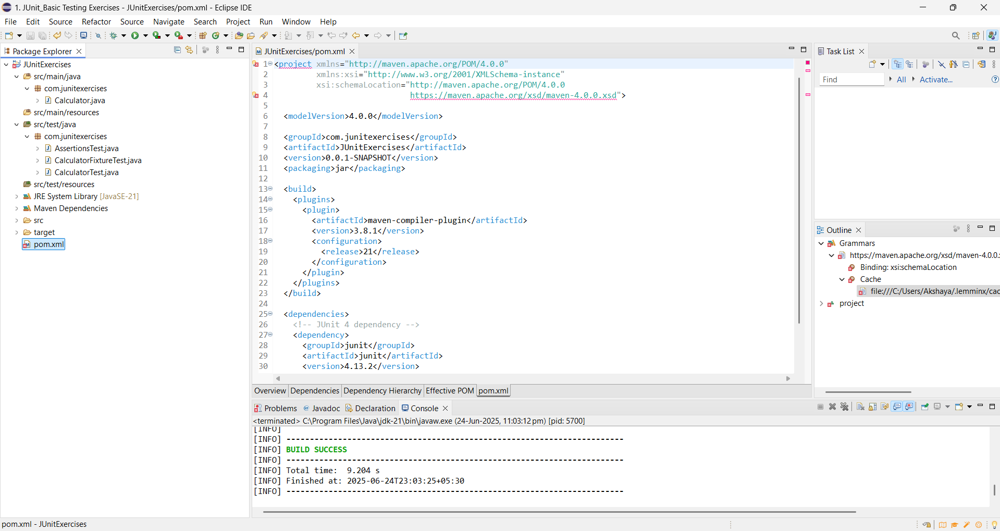 1. JUnit_Basic Testing Exercises - JUnitExercises/pom.xml - Eclipse IDE
File Edit Source Refactor Source Navigate Search Project Run Window Help
Package Explorer
JUnitExercises
src/main/java
com.junitexercises
Calculator.java
src/main/resources
src/test/java
com.junitexercises
AssertionsTest.java
CalculatorFixtureTest.java
CalculatorTest.java
src/test/resources
JRE System Library [JavaSE-21]
Maven Dependencies
src
target
pom.xml
JUnitExercises/pom.xml
1 <project xmlns="http://maven.apache.org/POM/4.0.0"
2 xmlns:xsi="http://www.w3.org/2001/XMLSchema-instance"
3 xsi:schemaLocation="http://maven.apache.org/POM/4.0.0
4 https://maven.apache.org/xsd/maven-4.0.0.xsd">
5
6 <modelVersion>4.0.0</modelVersion>
7
8 <groupId>com.junitexercises</groupId>
9 <artifactId>JUnitExercises</artifactId>
10 <version>0.0.1-SNAPSHOT</version>
11 <packaging>jar</packaging>
12
13 <build>
14 <plugins>
15 <plugin>
16 <artifactId>maven-compiler-plugin</artifactId>
17 <version>3.8.1</version>
18 <configuration>
19 <release>21</release>
20 </configuration>
21 </plugin>
22 </plugins>
23 </build>
24
25 <dependencies>
26 <!-- JUnit 4 dependency -->
27 <dependency>
28 <groupId>junit</groupId>
29 <artifactId>junit</artifactId>
30 <version>4.13.2</version>
Overview Dependencies Dependency Hierarchy Effective POM pom.xml
Problems Javadoc Declaration Console
<terminated> C:\Program Files\Java\jdk-21\bin\javaw.exe (24-Jun-2025, 11:03:12 pm) [pid: 5700]
[INFO]
[INFO] ------------------------------------------------------------------------
[INFO] BUILD SUCCESS
[INFO] ------------------------------------------------------------------------
[INFO] Total time:  9.204 s
[INFO] Finished at: 2025-06-24T23:03:25+05:30
[INFO] ------------------------------------------------------------------------
Task List
Find All Activate...
Outline
Grammars
https://maven.apache.org/xsd/maven-4.0.0.
Binding: xsi:schemaLocation
Cache
file:///C:/Users/Akshaya/.lemminx/cac
project
pom.xml - JUnitExercises